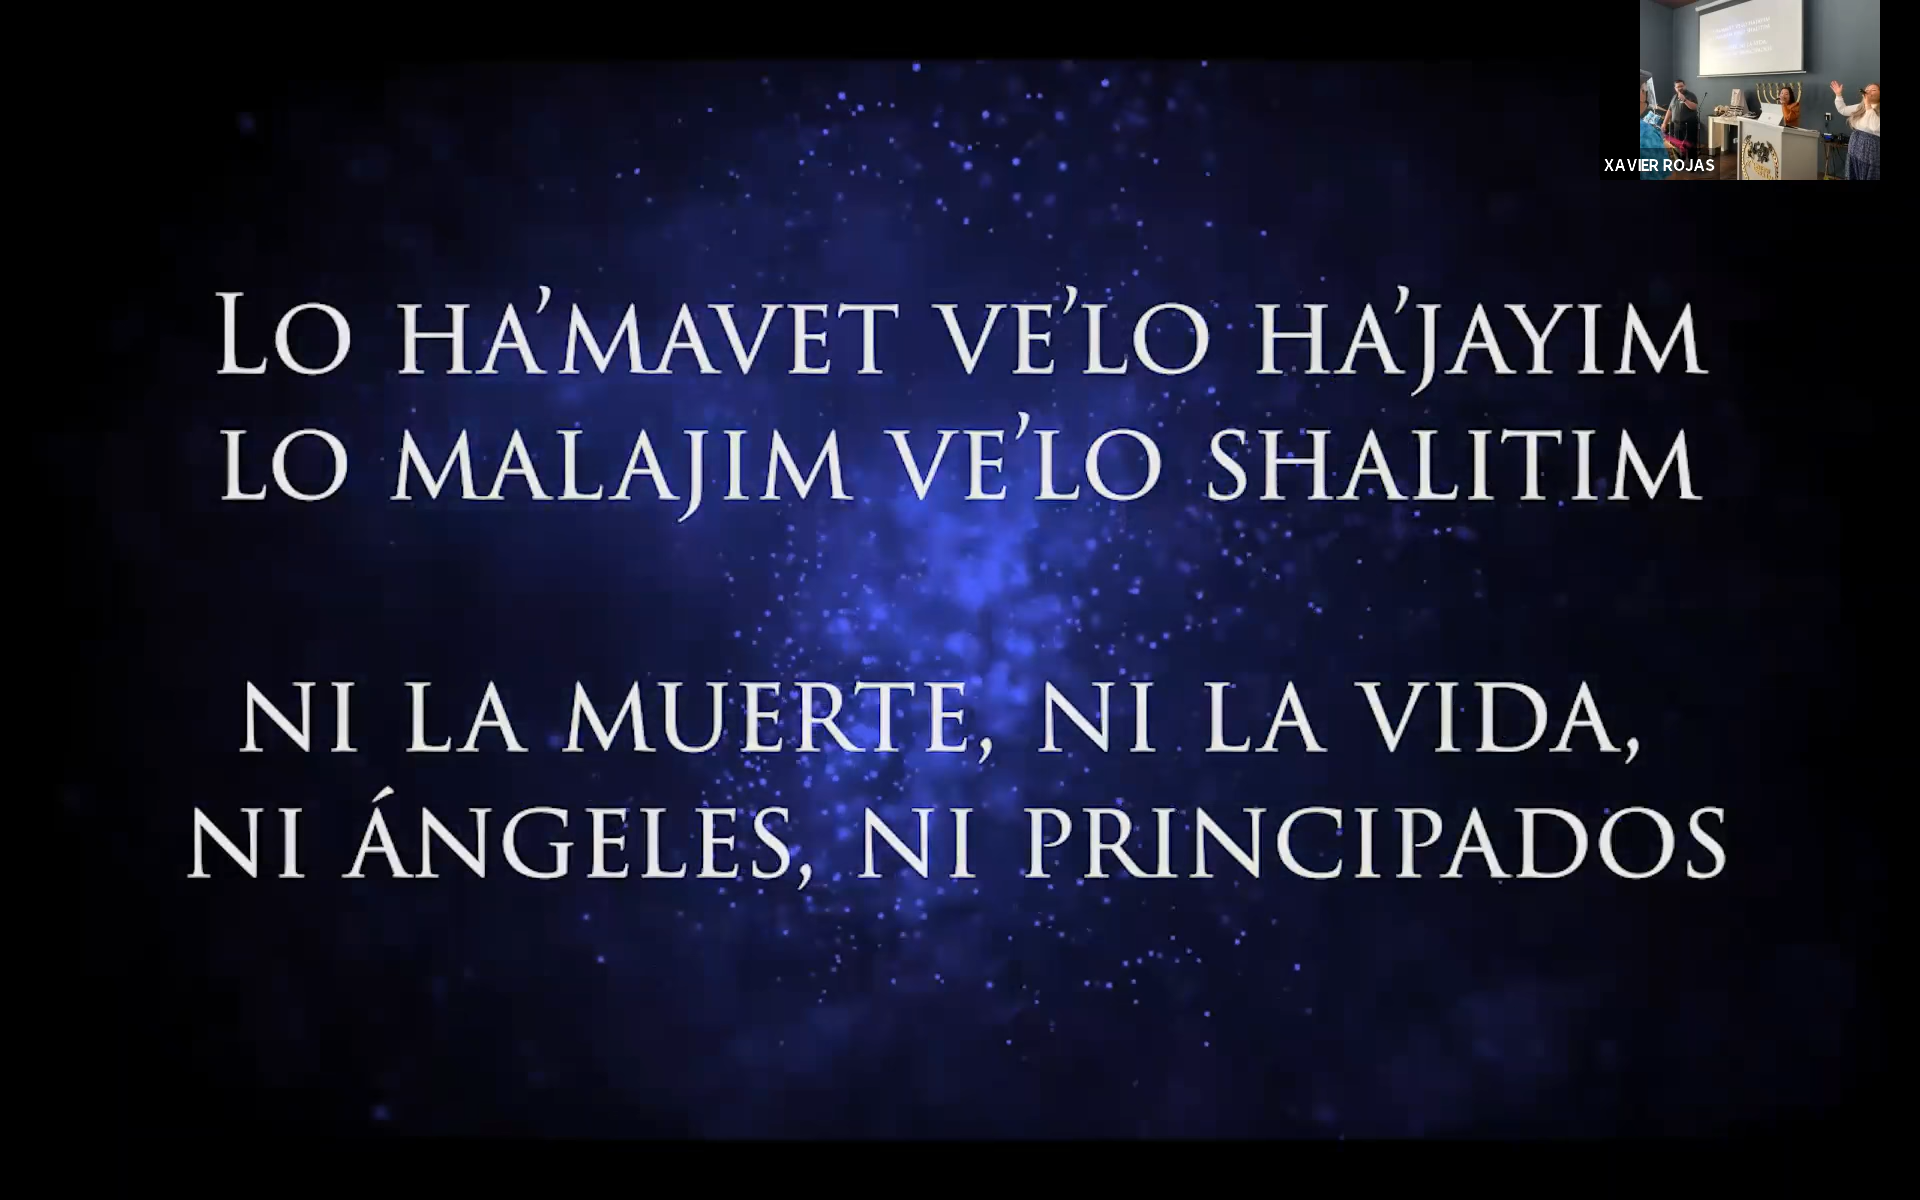 XAVIER ROJAS
Lo ha'mavet ve'lo ha'jayim
lo malajim ve'lo shalitim
ni la muerte, ni la vida,
ni ángeles, ni principados